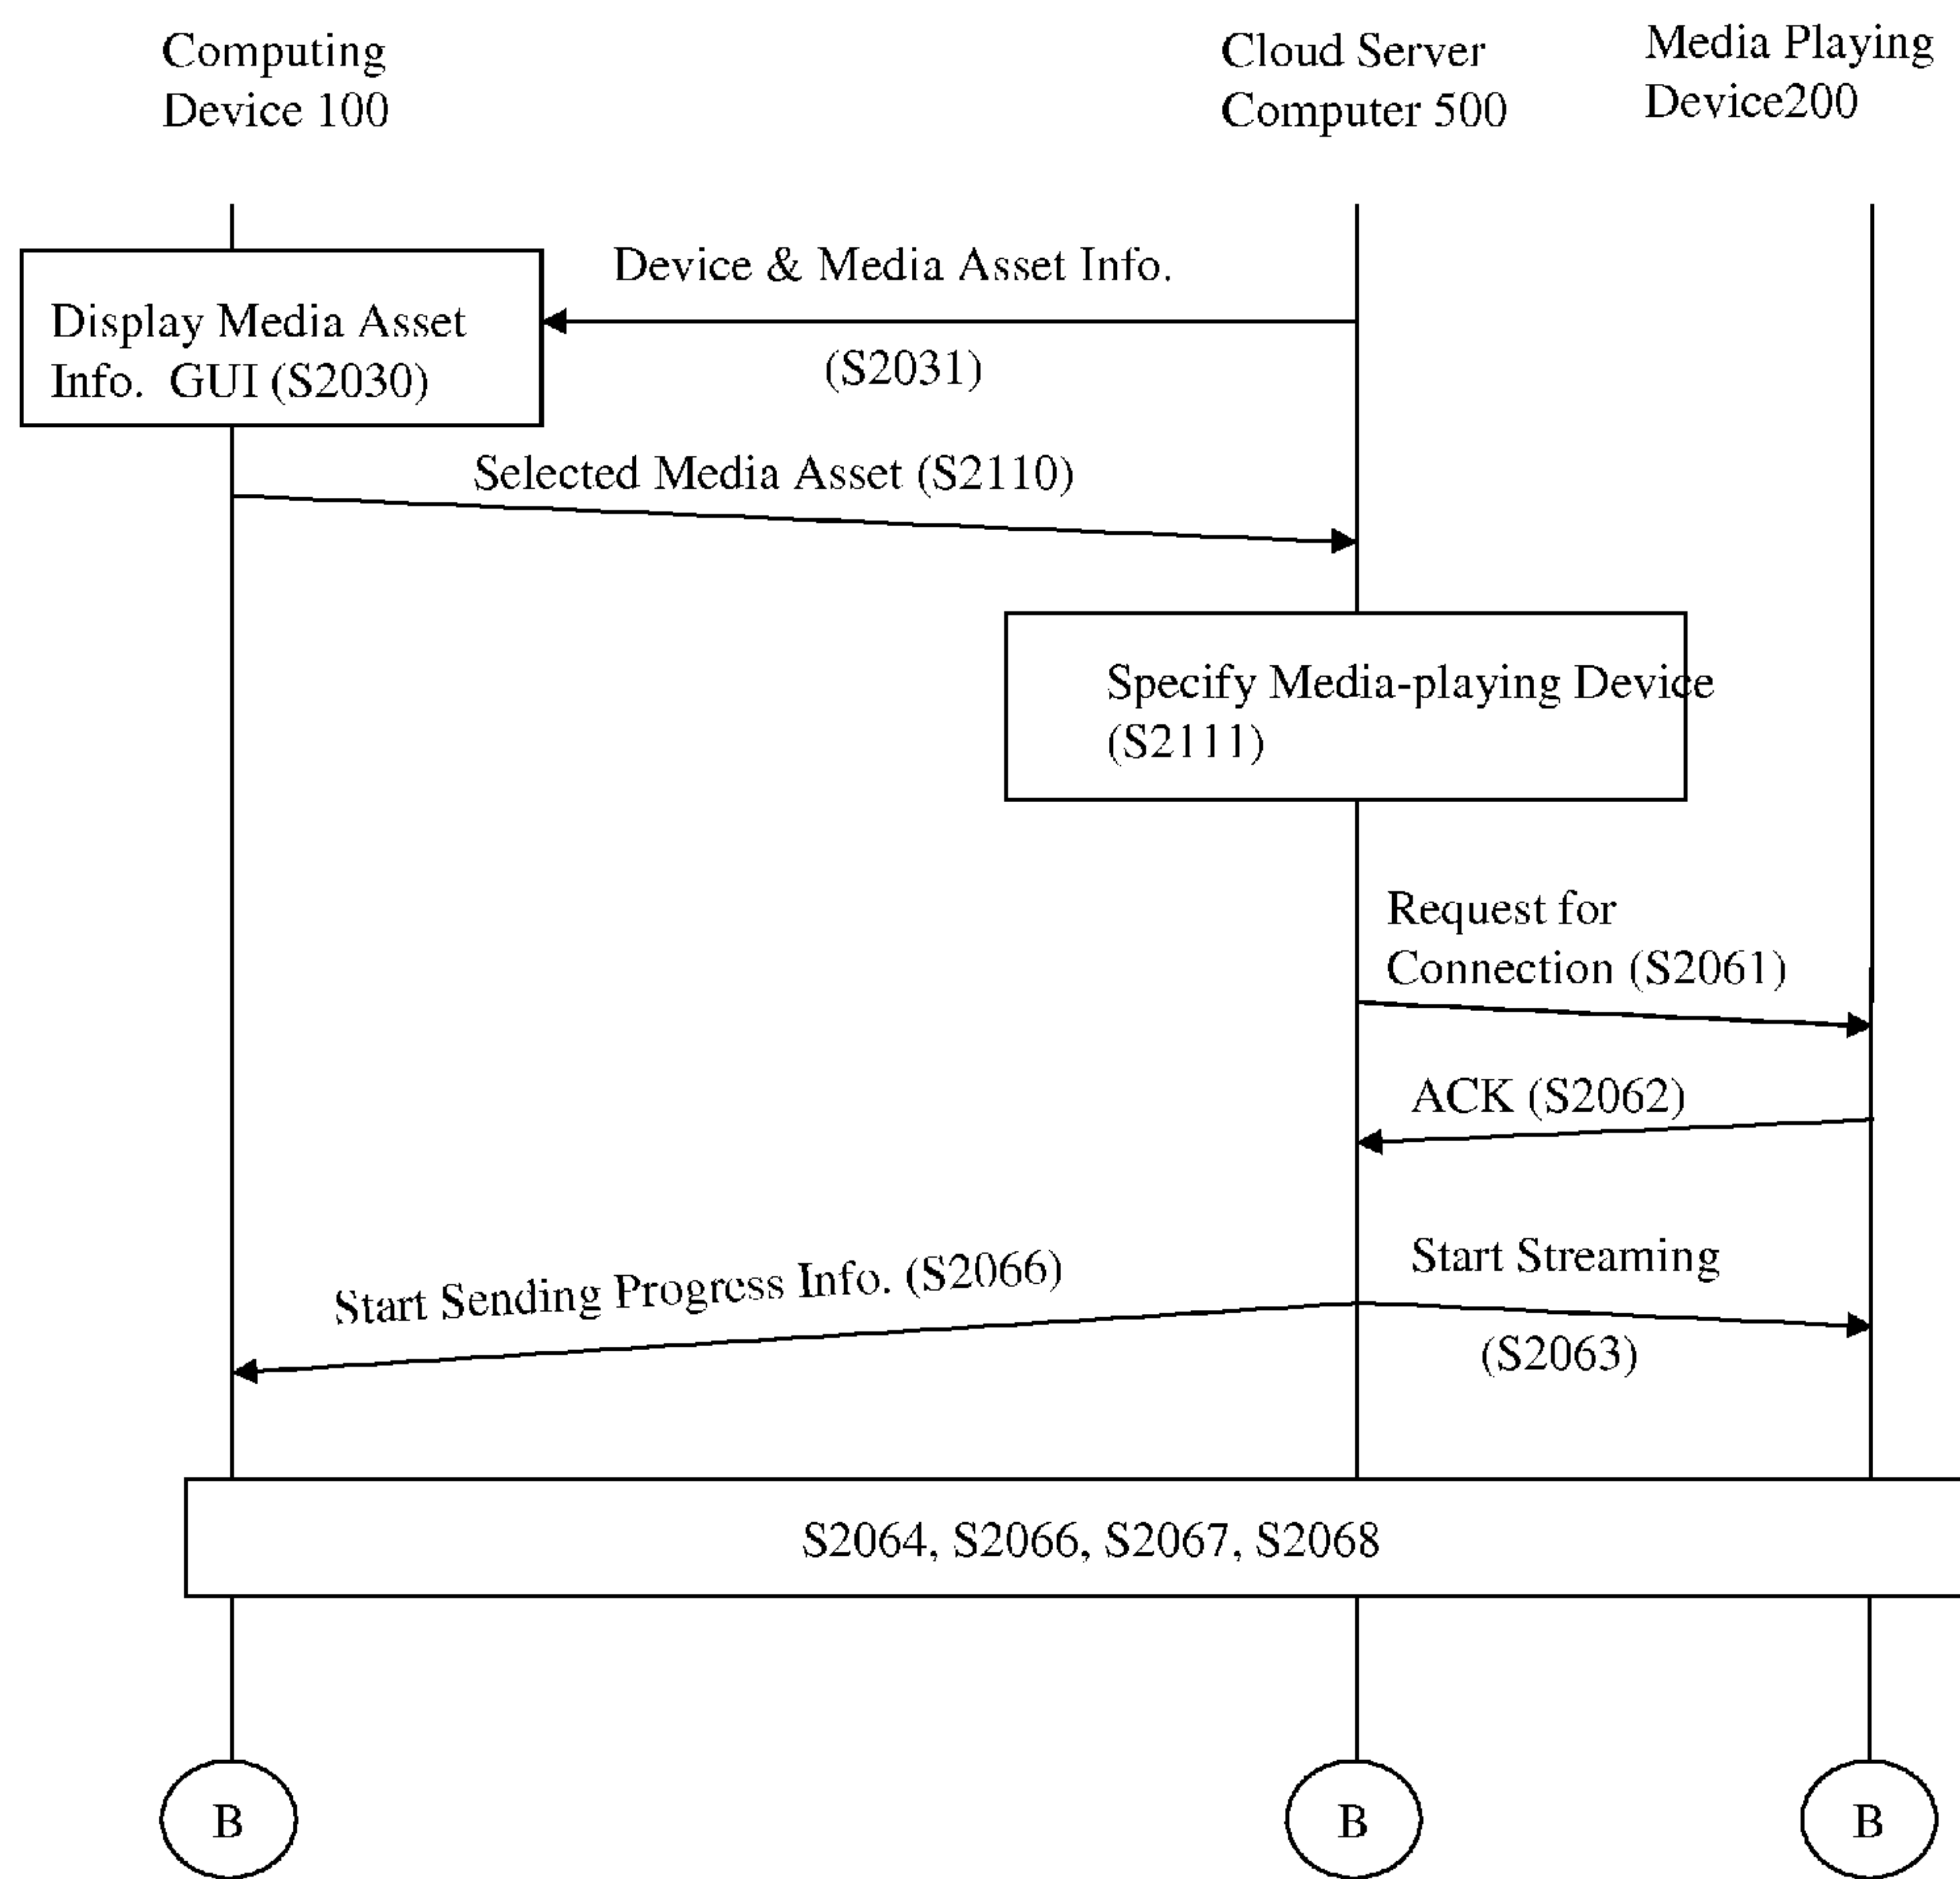 Computing
Device 100
Cloud Server
Computer 500
Media Playing
Device200
Device & Media Asset Info.
(S2031)
Display Media Asset
Info. GUI (S2030)
Selected Media Asset (S2110)
Specify Media-playing Device
(S2111)
Request for
Connection (S2061)
ACK (S2062)
Start Sending Progress Info. (S2066)
Start Streaming
(S2063)
S2064, S2066, S2067, S2068
B
B
B